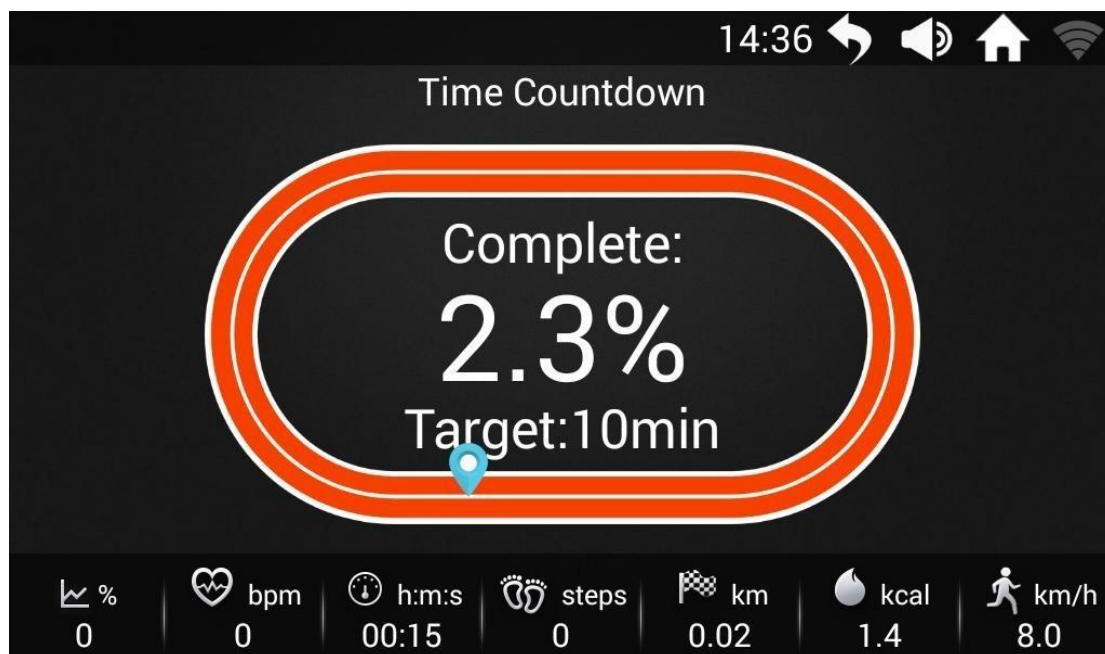 14:36
Time Countdown
Complete:
2.3%
Target:10min
% bpm h:m:s steps km kcal km/h
0 0 00:15 0 0.02 1.4 8.0